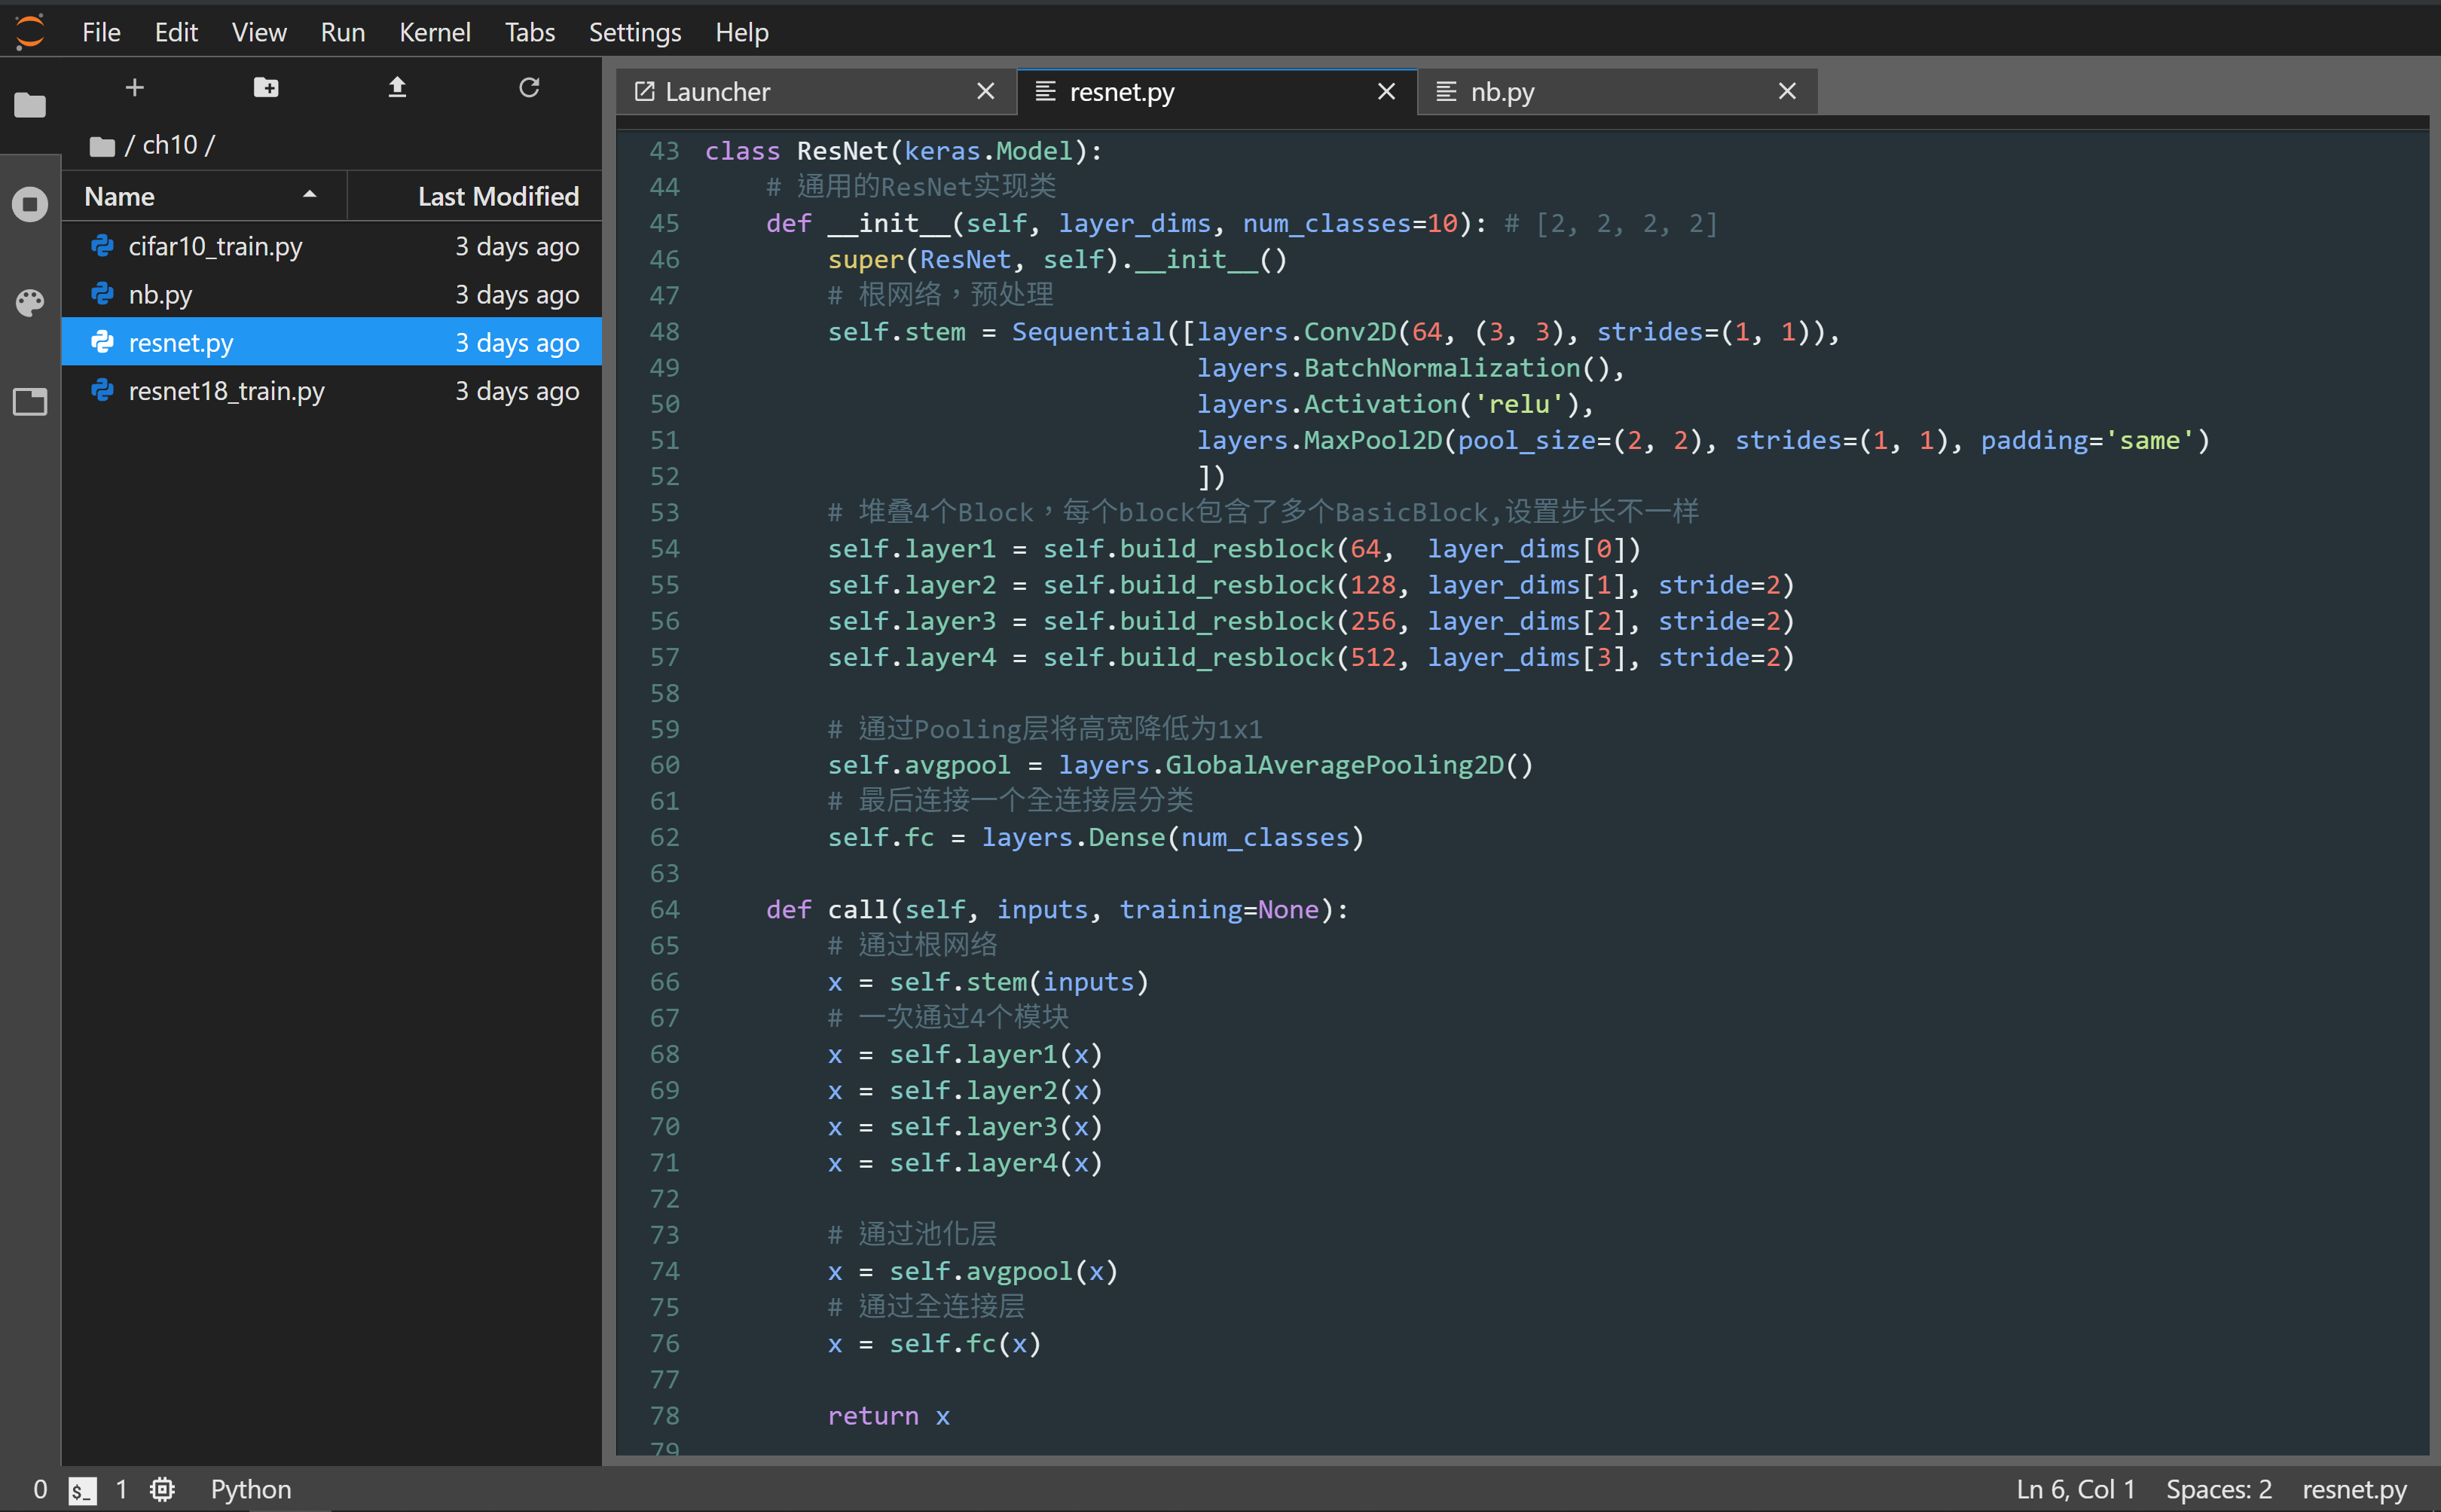 File Edit View Run Kernel Tabs Settings Help
/ ch10 /
Name Last Modified
cifar10_train.py 3 days ago
nb.py 3 days ago
resnet.py 3 days ago
resnet18_train.py 3 days ago
Launcher resnet.py nb.py
43 class ResNet(keras.Model):
44     # 通用的ResNet实现类
45     def __init__(self, layer_dims, num_classes=10): # [2, 2, 2, 2]
46         super(ResNet, self).__init__()
47         # 根网络，预处理
48         self.stem = Sequential([layers.Conv2D(64, (3, 3), strides=(1, 1)),
49                                 layers.BatchNormalization(),
50                                 layers.Activation('relu'),
51                                 layers.MaxPool2D(pool_size=(2, 2), strides=(1, 1), padding='same')
52                                 ])
53         # 堆叠4个Block，每个block包含了多个BasicBlock,设置步长不一样
54         self.layer1 = self.build_resblock(64,  layer_dims[0])
55         self.layer2 = self.build_resblock(128, layer_dims[1], stride=2)
56         self.layer3 = self.build_resblock(256, layer_dims[2], stride=2)
57         self.layer4 = self.build_resblock(512, layer_dims[3], stride=2)
58
59         # 通过Pooling层将高宽降低为1x1
60         self.avgpool = layers.GlobalAveragePooling2D()
61         # 最后连接一个全连接层分类
62         self.fc = layers.Dense(num_classes)
63
64     def call(self, inputs, training=None):
65         # 通过根网络
66         x = self.stem(inputs)
67         # 一次通过4个模块
68         x = self.layer1(x)
69         x = self.layer2(x)
70         x = self.layer3(x)
71         x = self.layer4(x)
72
73         # 通过池化层
74         x = self.avgpool(x)
75         # 通过全连接层
76         x = self.fc(x)
77
78         return x
79
0 $_ 1 Python Ln 6, Col 1 Spaces: 2 resnet.py